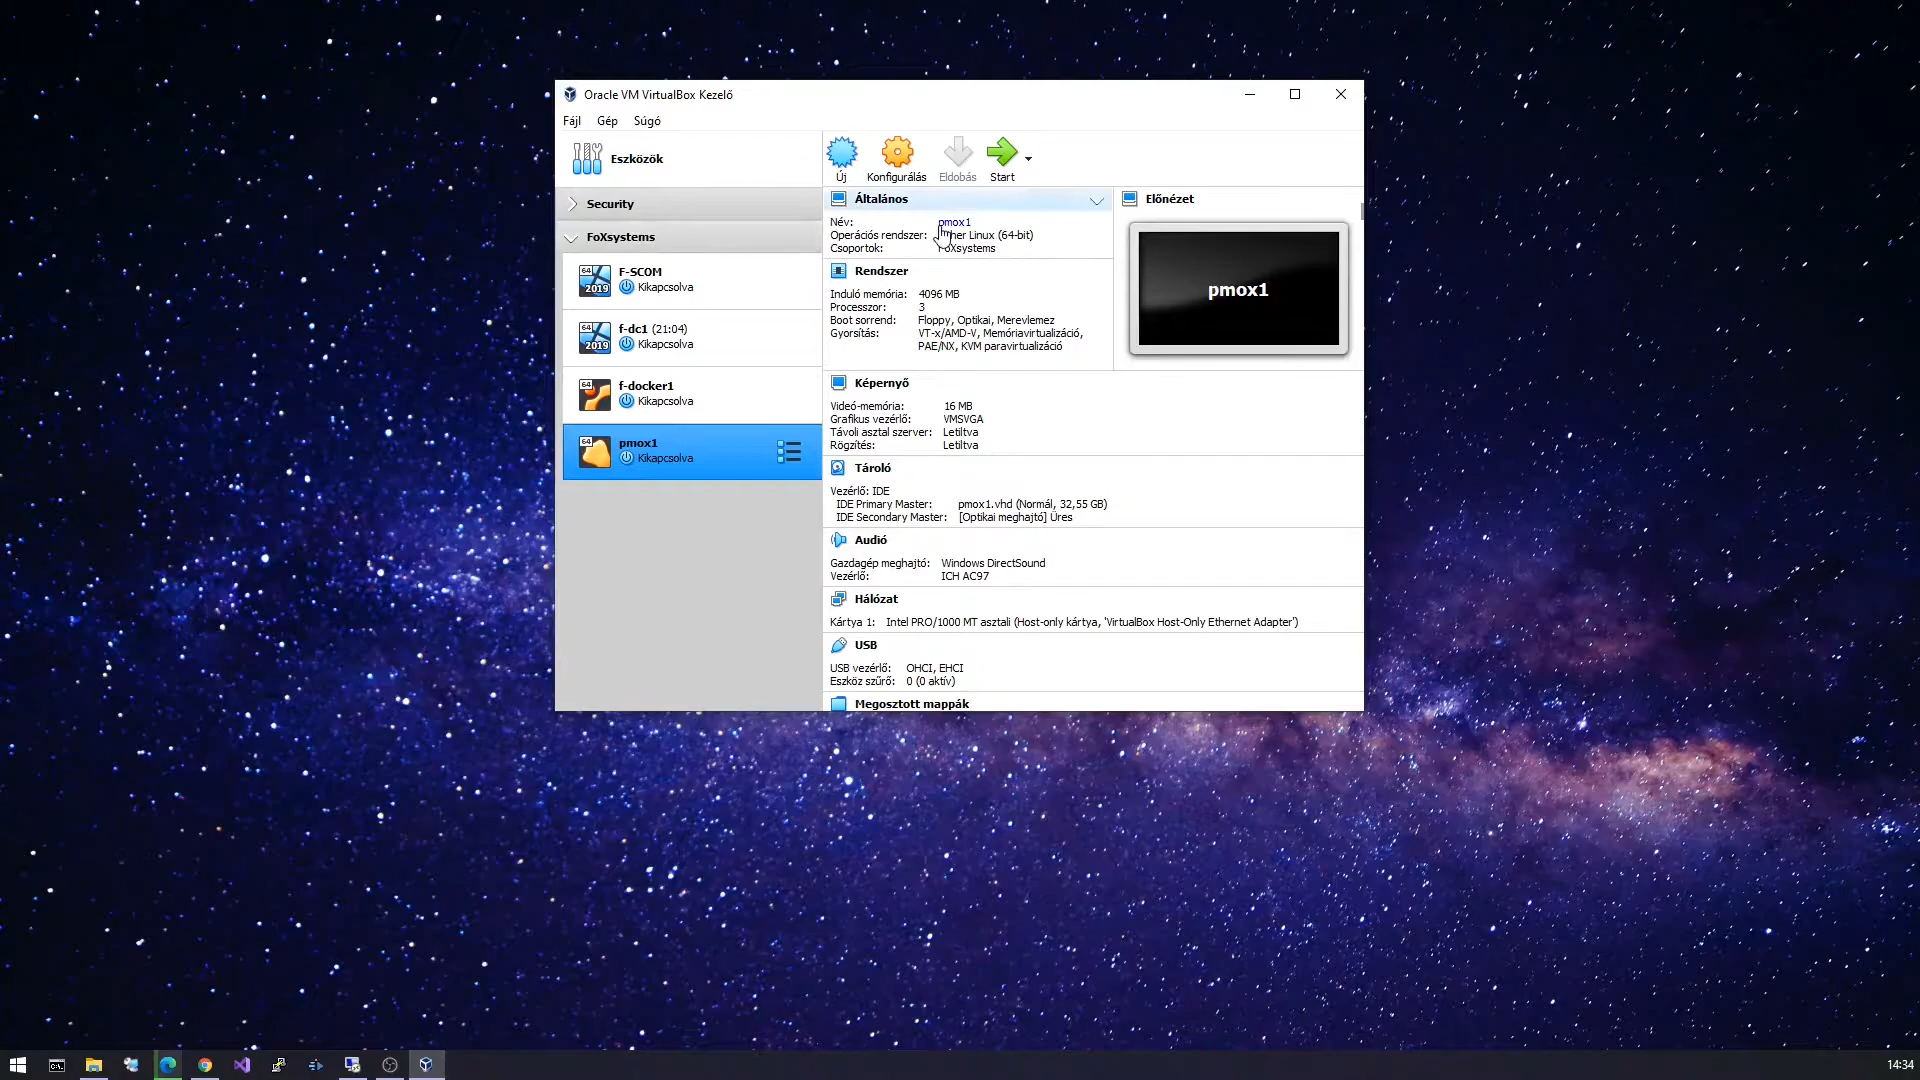 Oracle VM VirtualBox Kezelő
Fájl Gép Súgó
Eszközök
Új Konfigurálás Eldobás Start
Security
FoXsystems
64 2019 F-SCOM
Kikapcsolva
64 2019 f-dc1 (21:04)
Kikapcsolva
64 f-docker1
Kikapcsolva
64 pmox1
Kikapcsolva
Általános
Név: pmox1
Operációs rendszer: Linux (64-bit)
Csoportok: FoXsystems
Előnézet
pmox1
Rendszer
Induló memória: 4096 MB
Processzor: 3
Boot sorrend: Floppy, Optikai, Merevlemez
Gyorsítás: VT-x/AMD-V, Memóriavirtualizáció,
PAE/NX, KVM paravirtualizáció
Képernyő
Videó-memória: 16 MB
Grafikus vezérlő: VMSVGA
Távoli asztal szerver: Letiltva
Rögzítés: Letiltva
Tároló
Vezérlő: IDE
IDE Primary Master: pmox1.vhd (Normál, 32,55 GB)
IDE Secondary Master: [Optikai meghajtó] Üres
Audió
Gazdagép meghajtó: Windows DirectSound
Vezérlő: ICH AC97
Hálózat
Kártya 1: Intel PRO/1000 MT asztali (Host-only kártya, 'VirtualBox Host-Only Ethernet Adapter')
USB
USB vezérlő: OHCI, EHCI
Eszköz szűrő: 0 (0 aktív)
Megosztott mappák
14:34